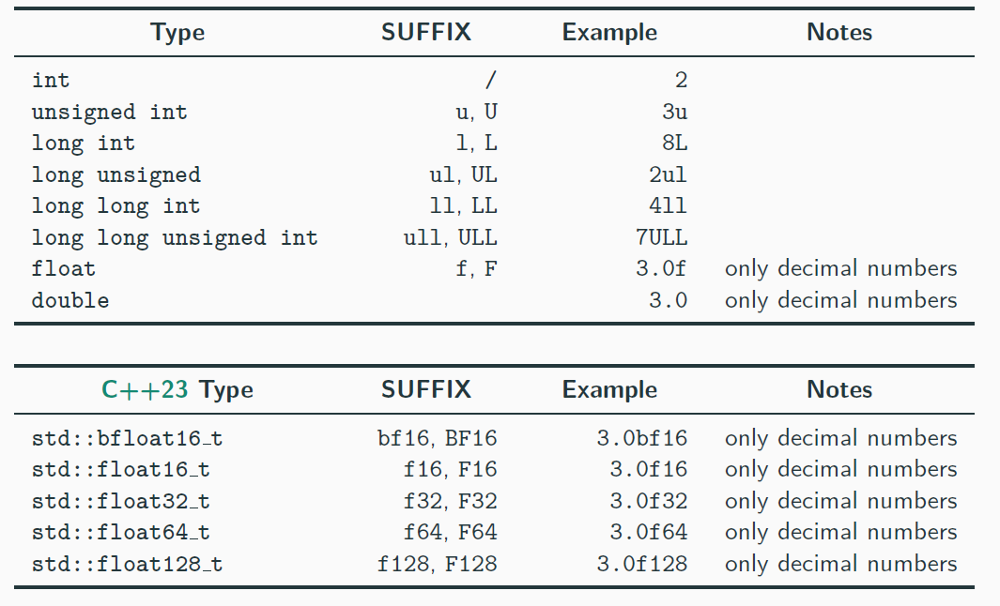 Type SUFFIX Example Notes
int / 2
unsigned int u, U 3u
long int l, L 8L
long unsigned ul, UL 2ul
long long int ll, LL 4ll
long long unsigned int ull, ULL 7ULL
float f, F 3.0f only decimal numbers
double 3.0 only decimal numbers
C++23 Type SUFFIX Example Notes
std::bfloat16_t bf16, BF16 3.0bf16 only decimal numbers
std::float16_t f16, F16 3.0f16 only decimal numbers
std::float32_t f32, F32 3.0f32 only decimal numbers
std::float64_t f64, F64 3.0f64 only decimal numbers
std::float128_t f128, F128 3.0f128 only decimal numbers